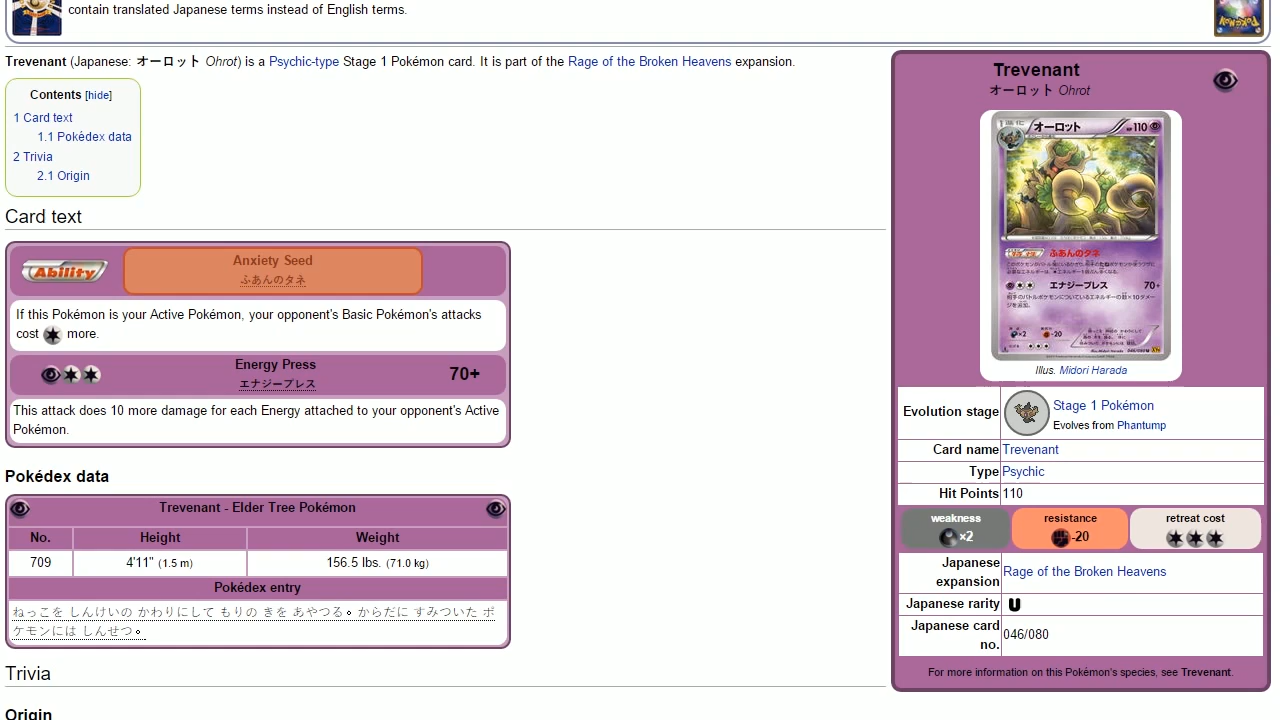 contain translated Japanese terms instead of English terms.
Trevenant (Japanese: オーロット Ohrot) is a Psychic-type Stage 1 Pokémon card. It is part of the Rage of the Broken Heavens expansion.
Contents [hide]
1 Card text
1.1 Pokédex data
2 Trivia
2.1 Origin
Card text
Ability
Anxiety Seed
ふあんのタネ
If this Pokémon is your Active Pokémon, your opponent's Basic Pokémon's attacks
cost more.
Energy Press
エナジープレス
70+
This attack does 10 more damage for each Energy attached to your opponent's Active
Pokémon.
Pokédex data
Trevenant - Elder Tree Pokémon
No. Height Weight
709 4'11" (1.5 m) 156.5 lbs. (71.0 kg)
Pokédex entry
ねっこを しんけいの かわりにして もりの きを あやつる。 からだに すみついた ポ
ケモンには しんせつ。
Trivia
Origin
Trevenant
オーロット Ohrot
1進化
オーロット
HP 110
ふあんのタネ
エナジープレス 70+
×2 -20
046/080
Illus. Midori Harada
Evolution stage Stage 1 Pokémon
Evolves from Phantump
Card name Trevenant
Type Psychic
Hit Points 110
weakness resistance retreat cost
×2 -20
Japanese
expansion Rage of the Broken Heavens
Japanese rarity U
Japanese card
no. 046/080
For more information on this Pokémon's species, see Trevenant.